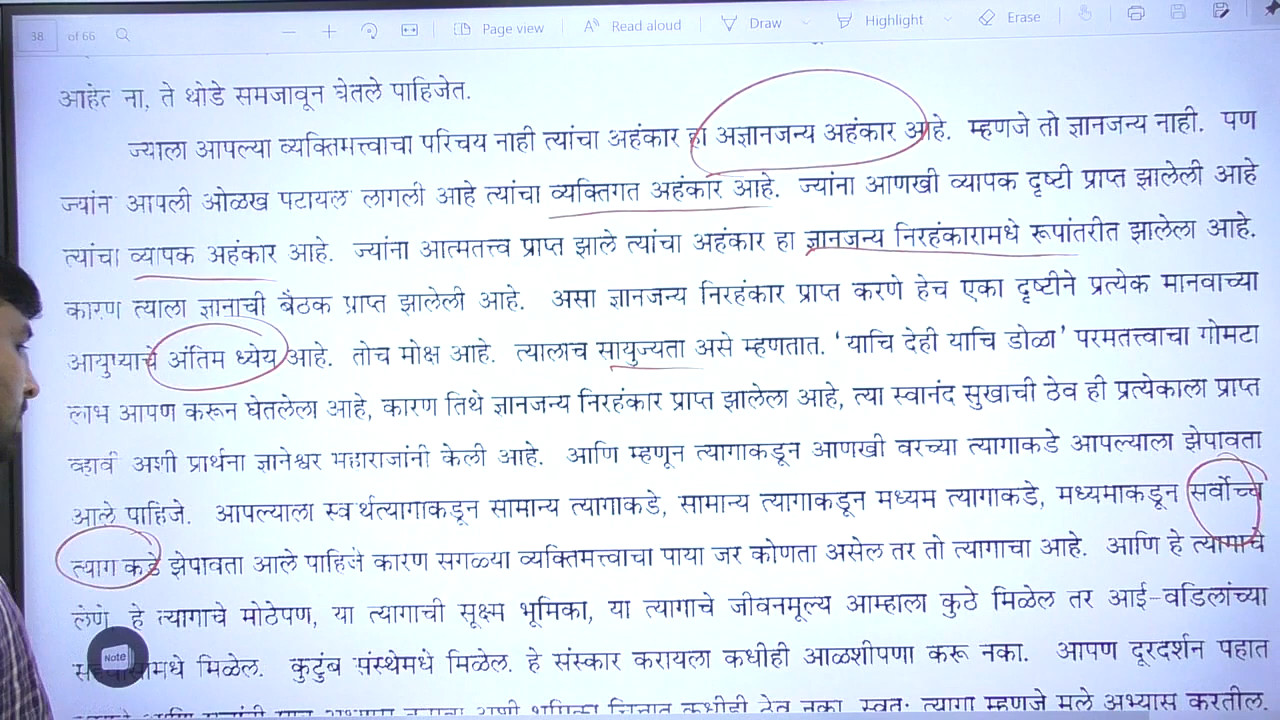 38 of 66 Page view Read aloud Draw Highlight Erase
आहेत ना, ते थोडे समजावून घेतले पाहिजेत.
ज्याला आपल्या व्यक्तिमत्त्वाचा परिचय नाही त्यांचा अहंकार हा अज्ञानजन्य अहंकार आहे. म्हणजे तो ज्ञानजन्य नाही. पण
ज्यांन आपली ओळख पटायल लागली आहे त्यांचा व्यक्तिगत अहंकार आहे. ज्यांना आणखी व्यापक दृष्टी प्राप्त झालेली आहे
त्यांचा व्यापक अहंकार आहे. ज्यांना आत्मतत्त्व प्राप्त झाले त्यांचा अहंकार हा ज्ञानजन्य निरहंकारामधे रूपांतरीत झालेला आहे.
कारण त्याला ज्ञानाची बैठक प्राप्त झालेली आहे. असा ज्ञानजन्य निरहंकार प्राप्त करणे हेच एका दृष्टीने प्रत्येक मानवाच्या
आयुष्याचे अंतिम ध्येय आहे. तोच मोक्ष आहे. त्यालाच सायुज्यता असे म्हणतात. 'याचि देही याचि डोळा' परमतत्त्वाचा गोमटा
लाभ आपण करून घेतलेला आहे, कारण तिथे ज्ञानजन्य निरहंकार प्राप्त झालेला आहे, त्या स्वानंद सुखाची ठेव ही प्रत्येकाला प्राप्त
व्हावी अशी प्रार्थना ज्ञानेश्वर महाराजांनी केली आहे. आणि म्हणून त्यागाकडून आणखी वरच्या त्यागाकडे आपल्याला झेपावता
आले पाहिजे. आपल्याला स्वार्थत्यागाकडून सामान्य त्यागाकडे, सामान्य त्यागाकडून मध्यम त्यागाकडे, मध्यमाकडून सर्वोच्च
त्यागाकडे झेपावता आले पाहिजे कारण सगळ्या व्यक्तिमत्त्वाचा पाया जर कोणता असेल तर तो त्यागाचा आहे. आणि हे त्यागाचे
लेणे हे त्यागाचे मोठेपण, या त्यागाची सूक्ष्म भूमिका, या त्यागाचे जीवनमूल्य आम्हाला कुठे मिळेल तर आई-वडिलांच्या
Note मिळेल. कुटुंब संस्थेमधे मिळेल. हे संस्कार करायला कधीही आळशीपणा करू नका. आपण दूरदर्शन पहात
कधीही ठेवू नका. स्वतः त्यागा म्हणजे मुले अभ्यास करतील.